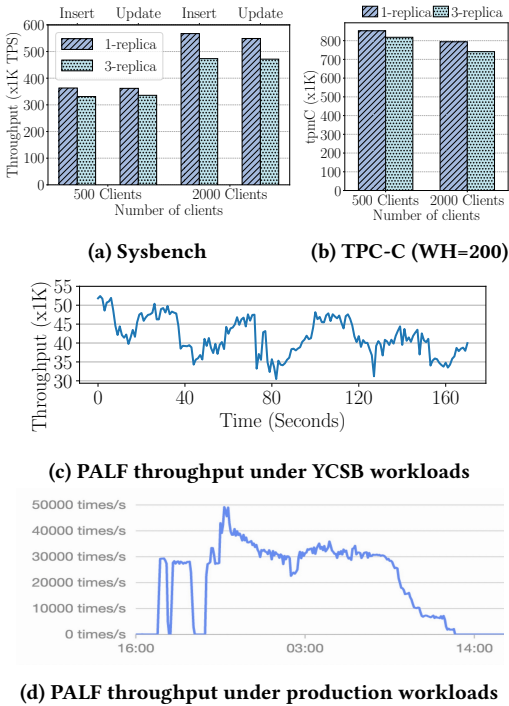 Insert Update Insert Update
Throughput (x1K TPS)
600
500
400
300
200
100
0
1-replica
3-replica
500 Clients 2000 Clients
Number of clients
(a) Sysbench
1-replica 3-replica
tpmC (x1K)
800
700
600
500
400
300
200
100
0
500 Clients 2000 Clients
Number of clients
(b) TPC-C (WH=200)
Throughput (x1K)
55
50
45
40
35
30
0 40 80 120 160
Time (Seconds)
(c) PALF throughput under YCSB workloads
50000 times/s
40000 times/s
30000 times/s
20000 times/s
10000 times/s
0 times/s
16:00 03:00 14:00
(d) PALF throughput under production workloads